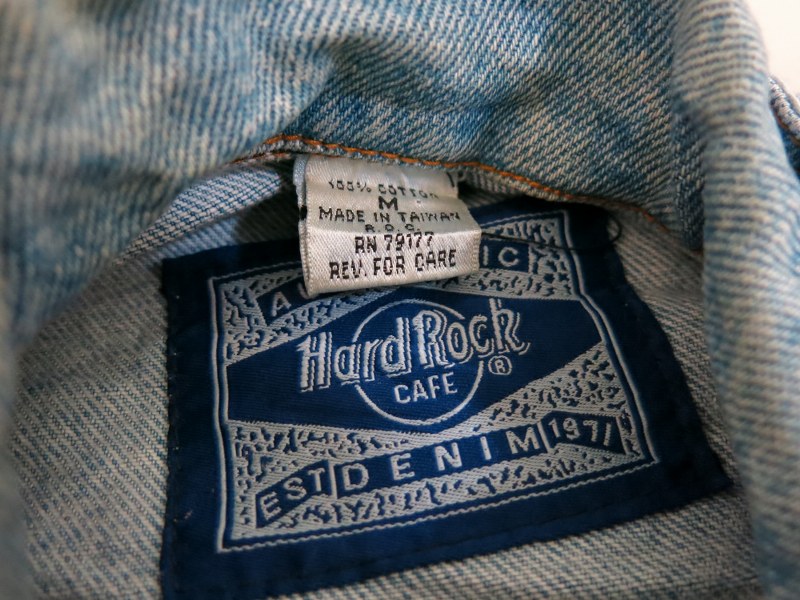 100% COTTON
M
MADE IN TAIWAN
R.O.C.
RN 79177
REV. FOR CARE
Hard Rock ®
CAFE
EST DENIM 1971